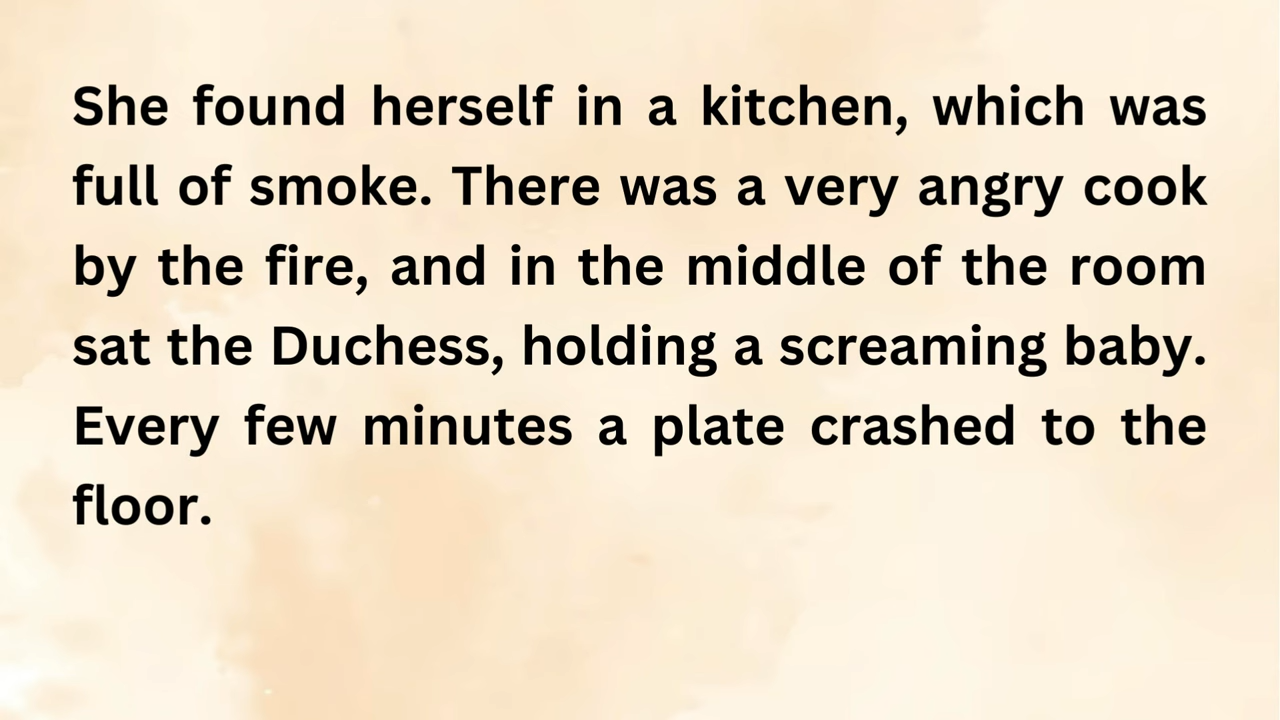 She found herself in a kitchen, which was
full of smoke. There was a very angry cook
by the fire, and in the middle of the room
sat the Duchess, holding a screaming baby.
Every few minutes a plate crashed to the
floor.